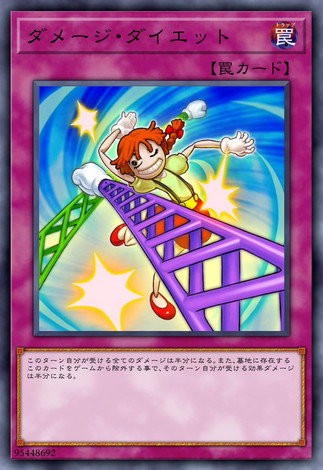 ダメージ・ダイエット
トラップ
罠
【罠カード】
このターン自分が受ける全てのダメージは半分になる。また、墓地に存在する
このカードをゲームから除外する事で、そのターン自分が受ける効果ダメージ
は半分になる。
95448692